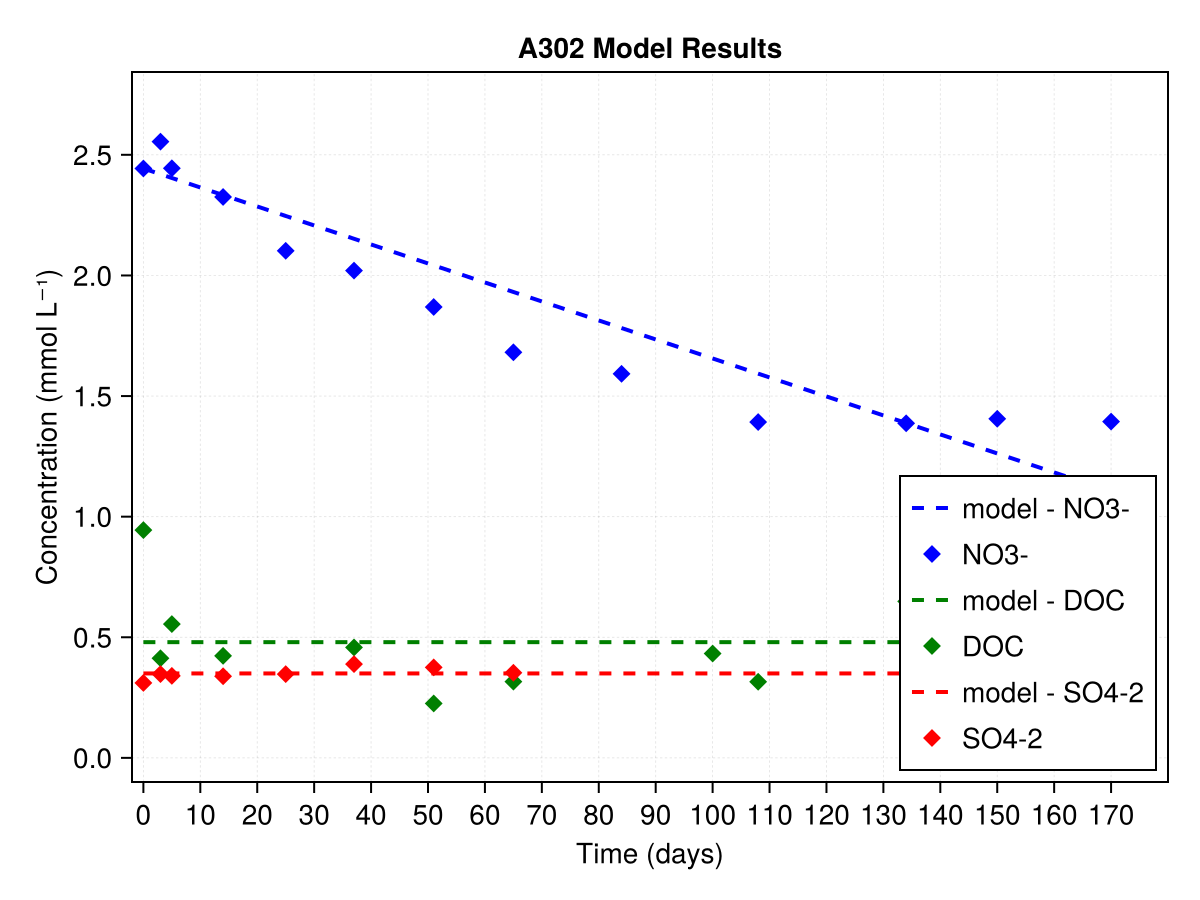 A302 Model Results
Concentration (mmol L⁻¹)
2.5
2.0
1.5
1.0
0.5
0.0
model - NO3-
NO3-
model - DOC
DOC
model - SO4-2
SO4-2
0 10 20 30 40 50 60 70 80 90 100 110 120 130 140 150 160 170
Time (days)